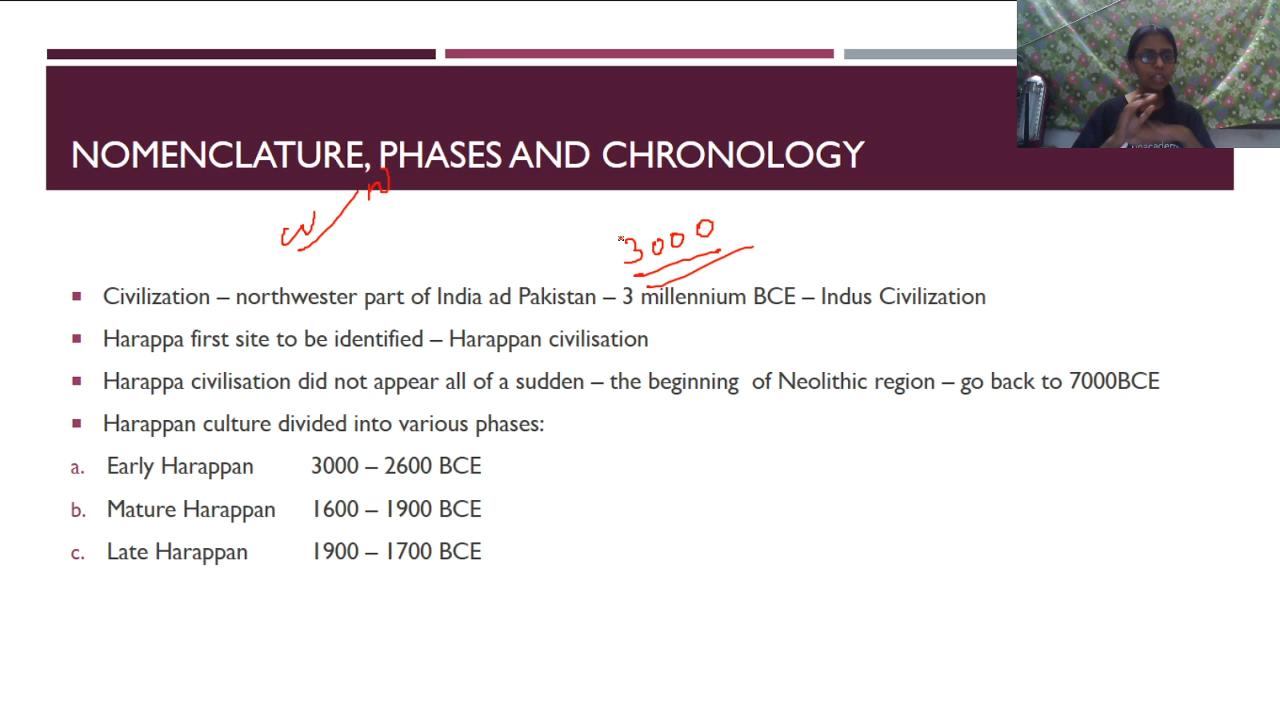 NOMENCLATURE, PHASES AND CHRONOLOGY
3000
Civilization – northwester part of India ad Pakistan – 3 millennium BCE – Indus Civilization
Harappa first site to be identified – Harappan civilisation
Harappa civilisation did not appear all of a sudden – the beginning of Neolithic region – go back to 7000BCE
Harappan culture divided into various phases:
a. Early Harappan 3000 – 2600 BCE
b. Mature Harappan 1600 – 1900 BCE
c. Late Harappan 1900 – 1700 BCE